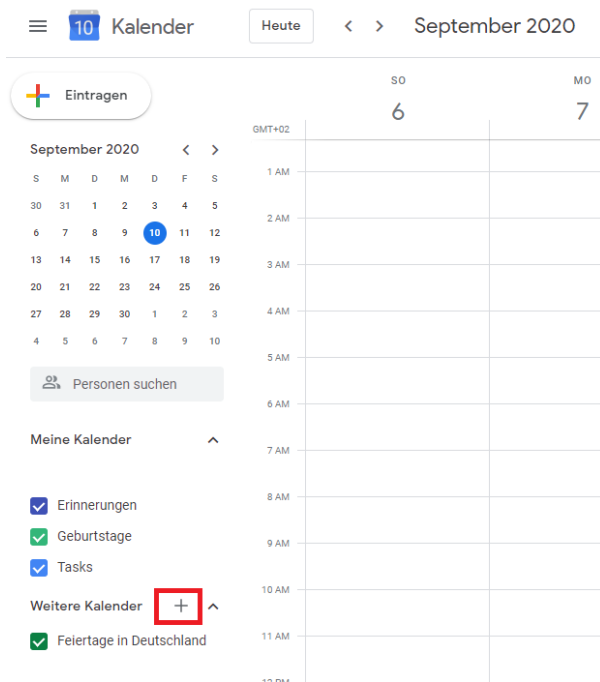 10 Kalender Heute < > September 2020
Eintragen
SO MO
6 7
GMT+02
September 2020 < >
S M D M D F S
30 31 1 2 3 4 5
6 7 8 9 10 11 12
13 14 15 16 17 18 19
20 21 22 23 24 25 26
27 28 29 30 1 2 3
4 5 6 7 8 9 10
Personen suchen
Meine Kalender
Erinnerungen
Geburtstage
Tasks
Weitere Kalender +
Feiertage in Deutschland
1 AM
2 AM
3 AM
4 AM
5 AM
6 AM
7 AM
8 AM
9 AM
10 AM
11 AM
12 PM